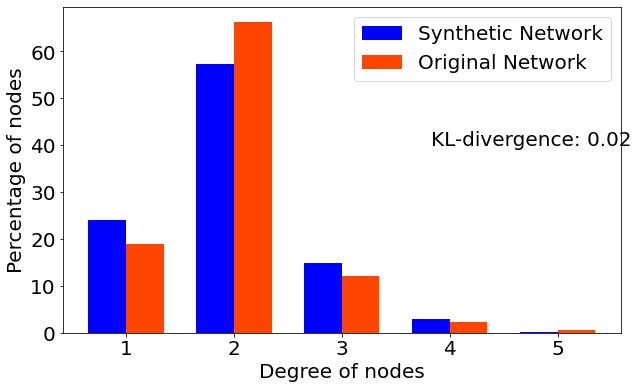 Synthetic Network
Original Network
KL-divergence: 0.02
Percentage of nodes
60
50
40
30
20
10
0
1 2 3 4 5
Degree of nodes